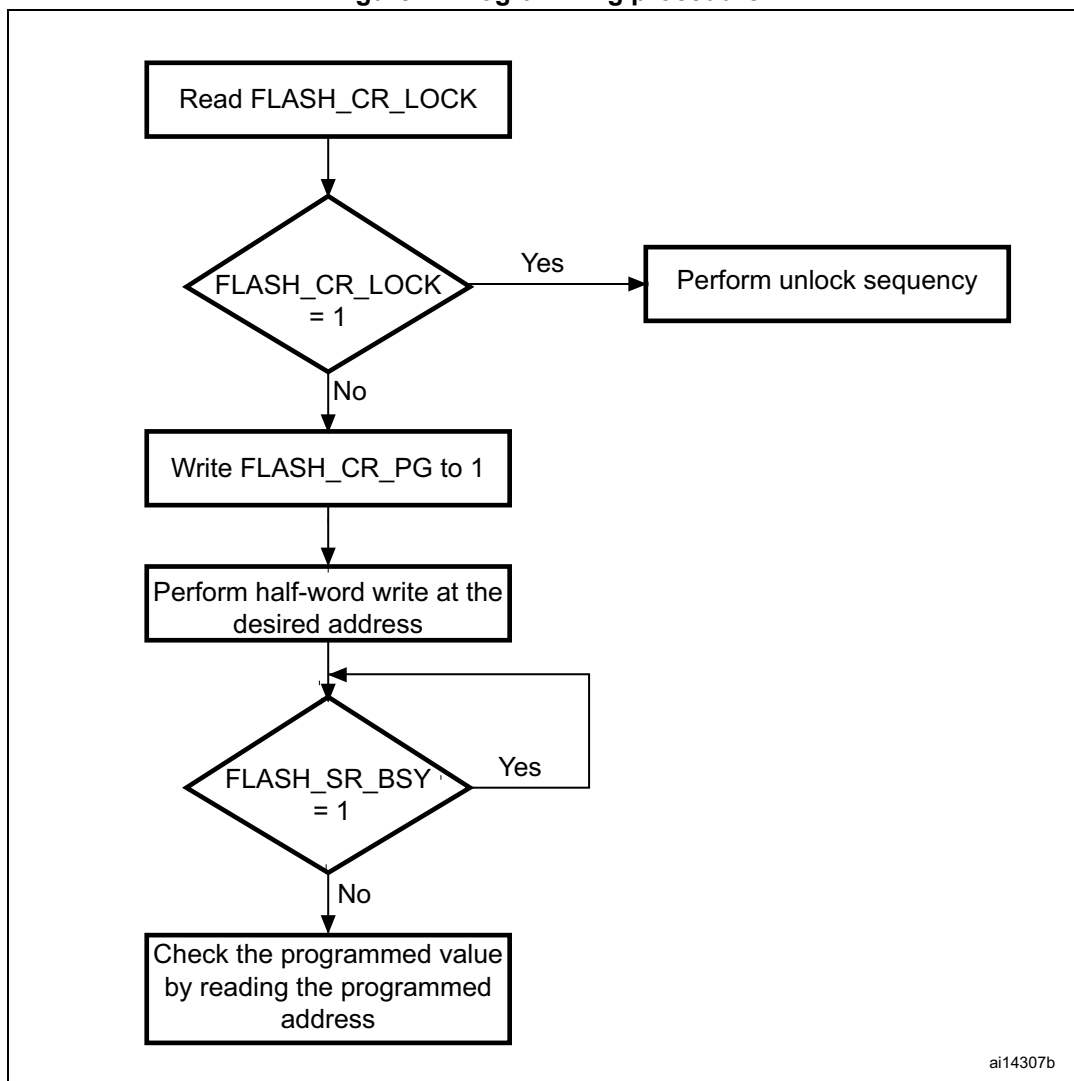 Read FLASH_CR_LOCK
FLASH_CR_LOCK
= 1
Yes
Perform unlock sequency
No
Write FLASH_CR_PG to 1
Perform half-word write at the
desired address
FLASH_SR_BSY
= 1
Yes
No
Check the programmed value
by reading the programmed
address
ai14307b